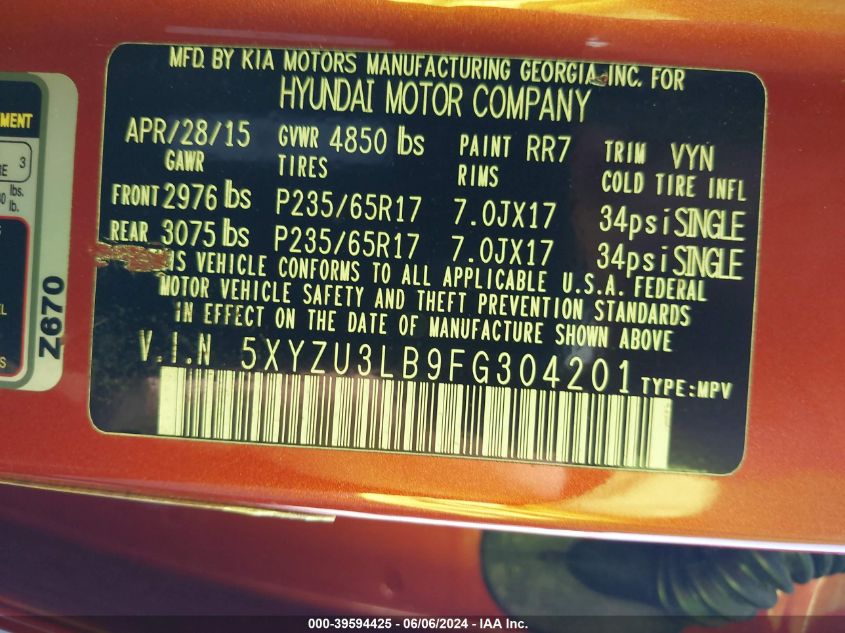 MFD. BY KIA MOTORS MANUFACTURING GEORGIA, INC. FOR
HYUNDAI MOTOR COMPANY
APR/28/15 GVWR 4850 lbs PAINT RR7 TRIM VYN
GAWR TIRES RIMS COLD TIRE INFL
FRONT 2976 lbs P235/65R17 7.0JX17 34psi SINGLE
REAR 3075 lbs P235/65R17 7.0JX17 34psi SINGLE
VEHICLE CONFORMS TO ALL APPLICABLE U.S.A. FEDERAL
MOTOR VEHICLE SAFETY AND THEFT PREVENTION STANDARDS
IN EFFECT ON THE DATE OF MANUFACTURE SHOWN ABOVE
V.I.N 5XYZU3LB9FG304201 TYPE:MPV
MENT
3
lbs.
lb.
Z670
000-39594425 - 06/06/2024 - IAA Inc.